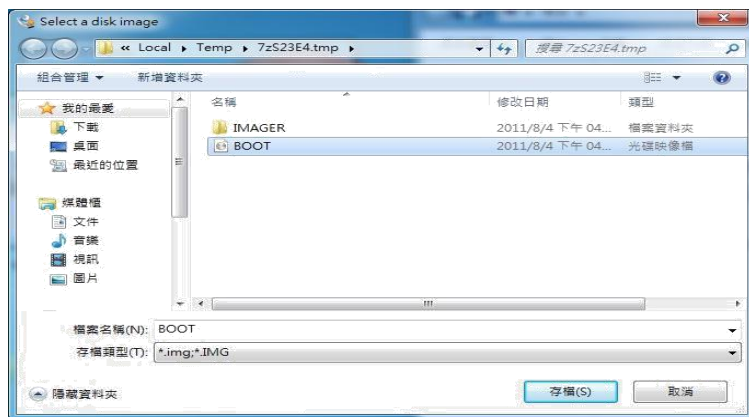 Select a disk image
« Local ▸ Temp ▸ 7zS23E4.tmp ▸
搜尋 7zS23E4.tmp
組合管理 新增資料夾
名稱 修改日期 類型
我的最愛
下載
桌面
最近的位置
媒體櫃
文件
音樂
視訊
圖片
IMAGER 2011/8/4 下午 04... 檔案資料夾
BOOT 2011/8/4 下午 04... 光碟映像檔
檔案名稱(N): BOOT
存檔類型(T): *.img;*.IMG
隱藏資料夾
存檔(S) 取消